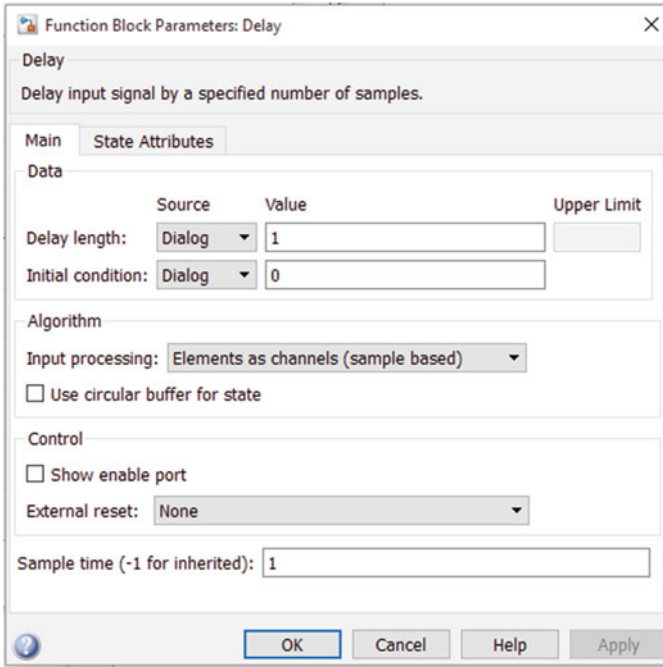 Function Block Parameters: Delay
Delay
Delay input signal by a specified number of samples.
Main State Attributes
Data
Source Value Upper Limit
Delay length: Dialog 1
Initial condition: Dialog 0
Algorithm
Input processing: Elements as channels (sample based)
Use circular buffer for state
Control
Show enable port
External reset: None
Sample time (-1 for inherited): 1
OK Cancel Help Apply